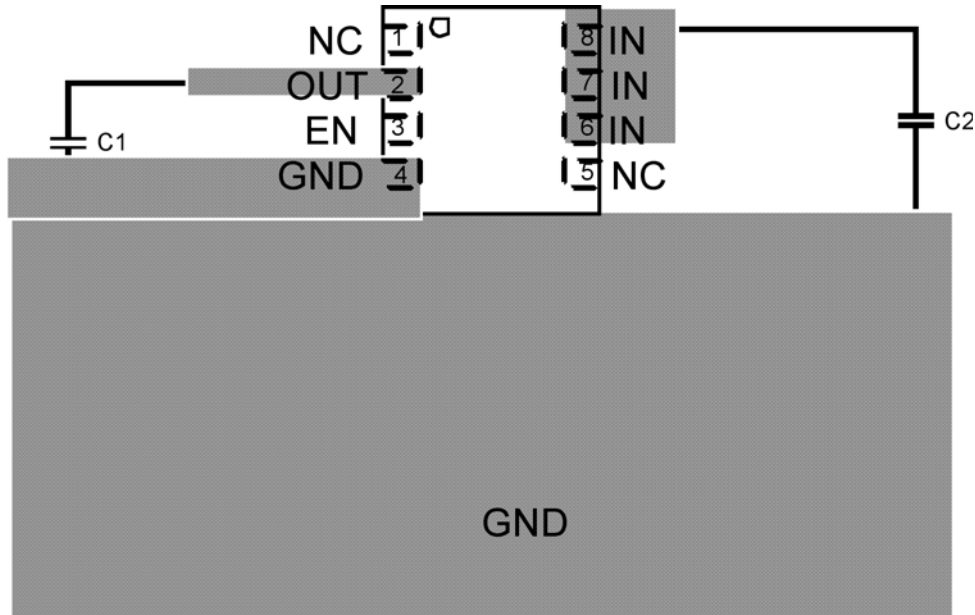 NC 1 8 IN
OUT 2 7 IN
EN 3 6 IN
GND 4 5 NC
C1
C2
GND